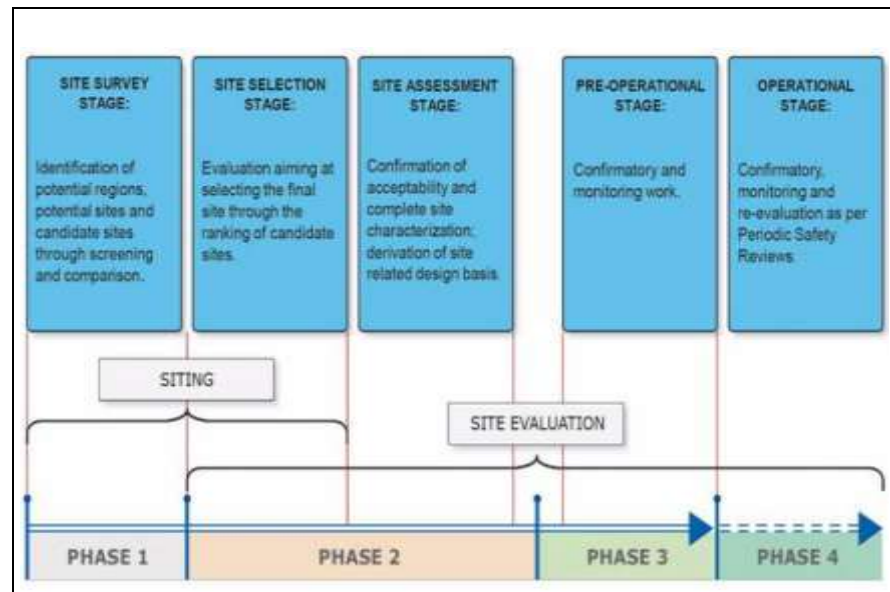 SITE SURVEY
STAGE:
Identification of
potential regions,
potential sites and
candidate sites
through screening
and comparison.
SITE SELECTION
STAGE:
Evaluation aiming at
selecting the final
site through the
ranking of candidate
sites.
SITE ASSESSMENT
STAGE:
Confirmation of
acceptability and
complete site
characterization;
derivation of site
related design basis.
PRE-OPERATIONAL
STAGE:
Confirmatory and
monitoring work.
OPERATIONAL
STAGE:
Confirmatory,
monitoring and
re-evaluation as per
Periodic Safety
Reviews
SITING
SITE EVALUATION
PHASE 1
PHASE 2
PHASE 3
PHASE 4